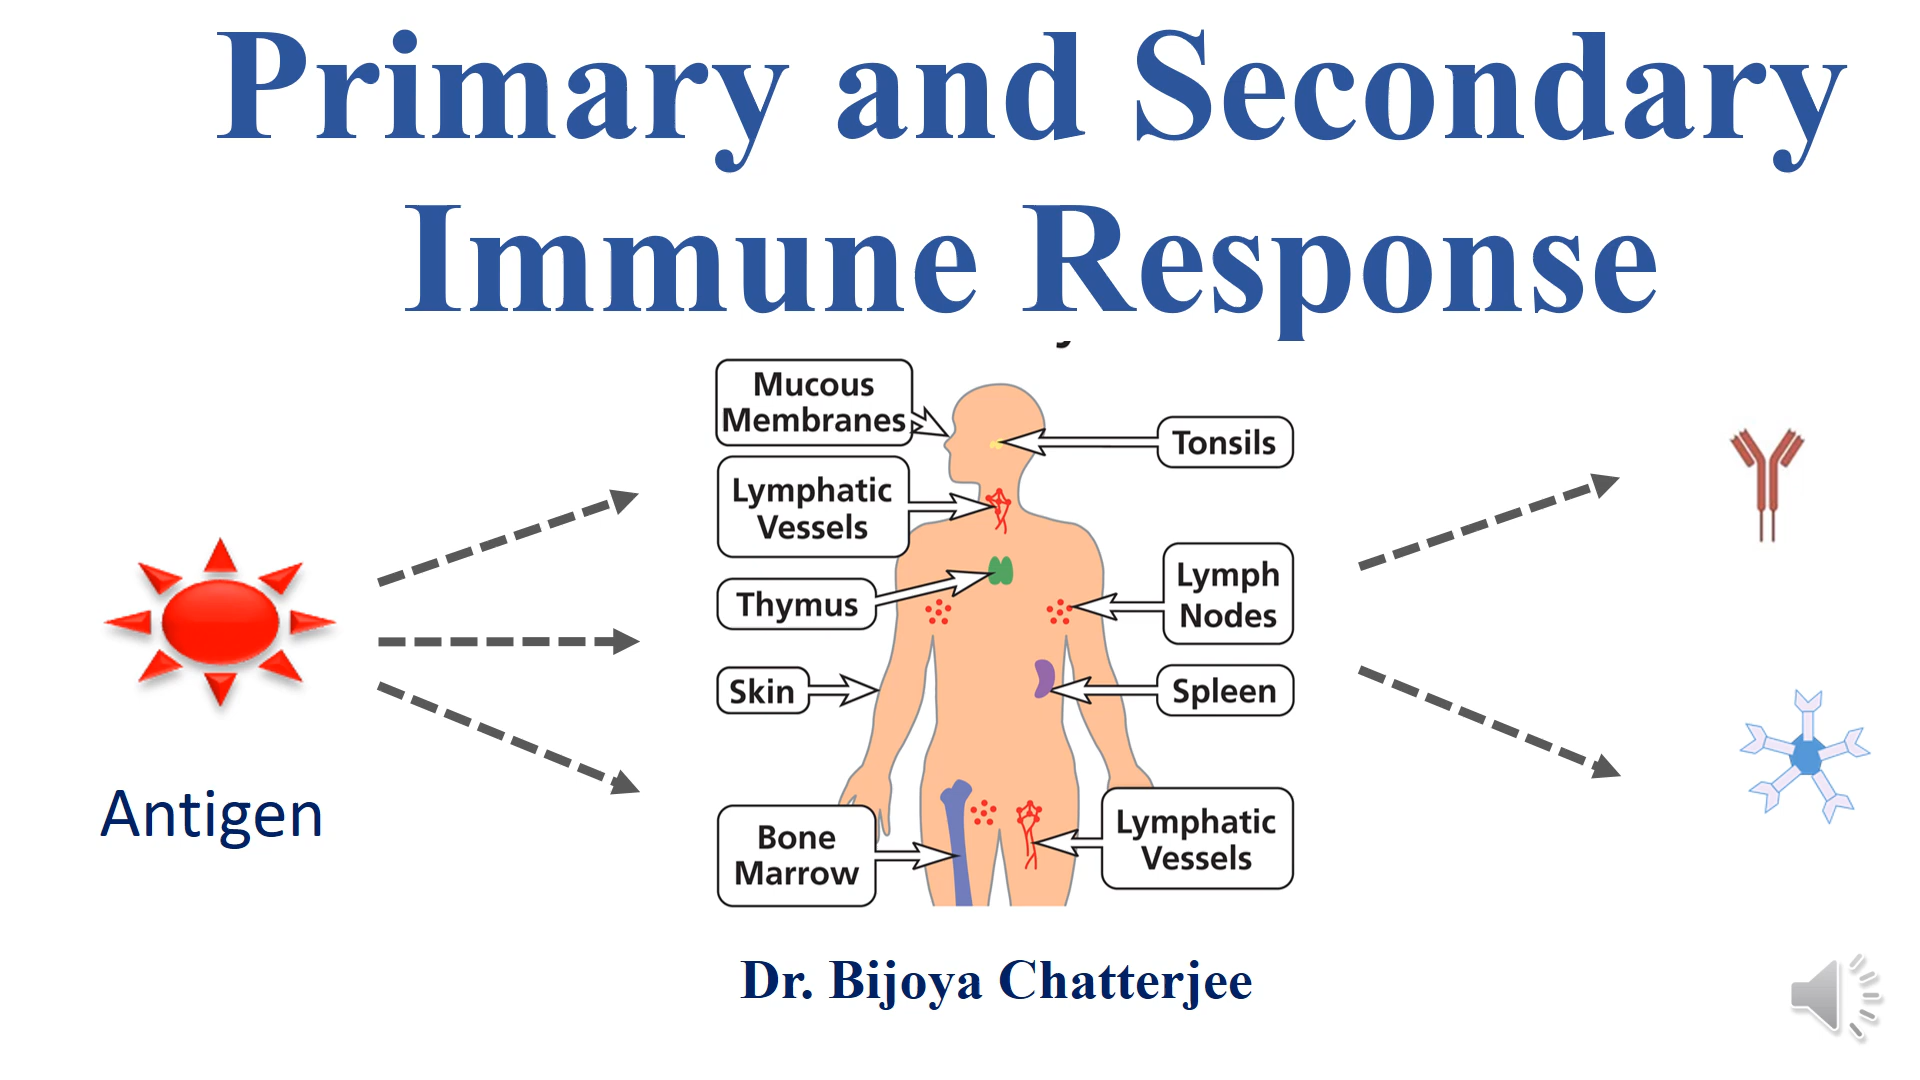 Primary and Secondary
Immune Response
Mucous
Membranes
Tonsils
Lymphatic
Vessels
Lymph
Nodes
Thymus
Skin
Spleen
Antigen
Bone
Marrow
Lymphatic
Vessels
Dr. Bijoya Chatterjee